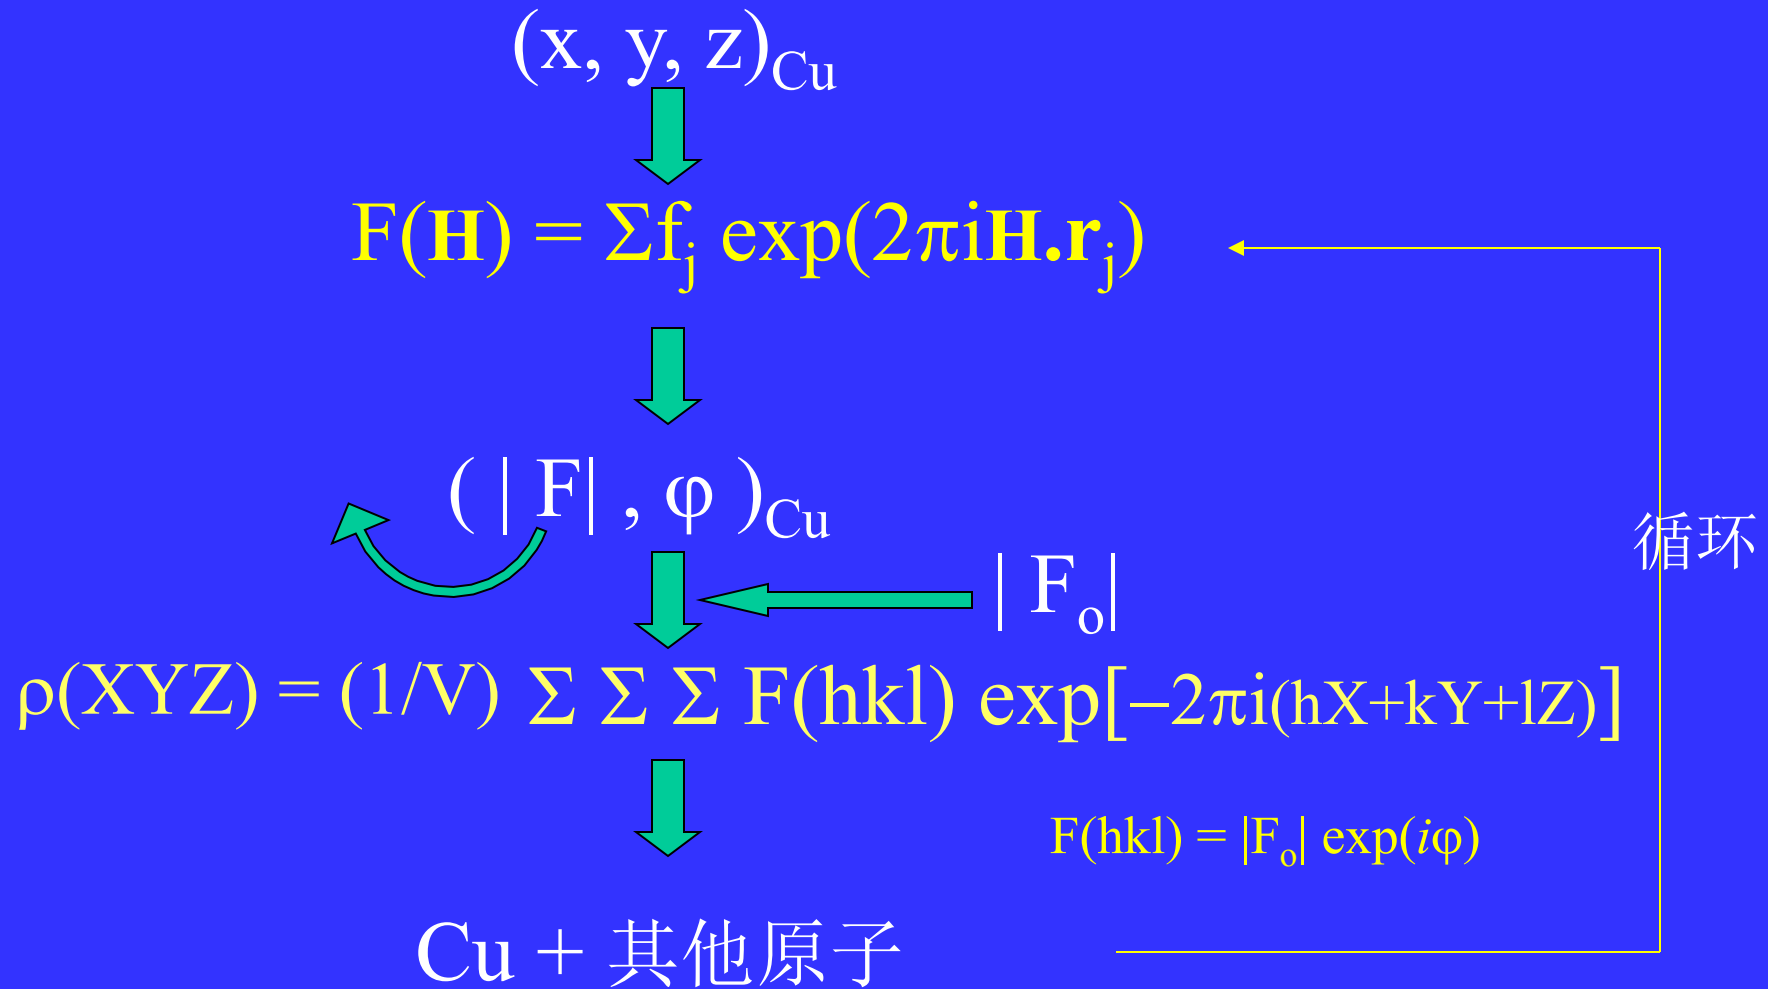 (x, y, z)Cu
F(H) = Σfj exp(2πiH.rj)
( | F| , φ )Cu
循环
| Fo|
ρ(XYZ) = (1/V) Σ Σ Σ F(hkl) exp[–2πi(hX+kY+lZ)]
F(hkl) = |Fo| exp(iφ)
Cu + 其他原子